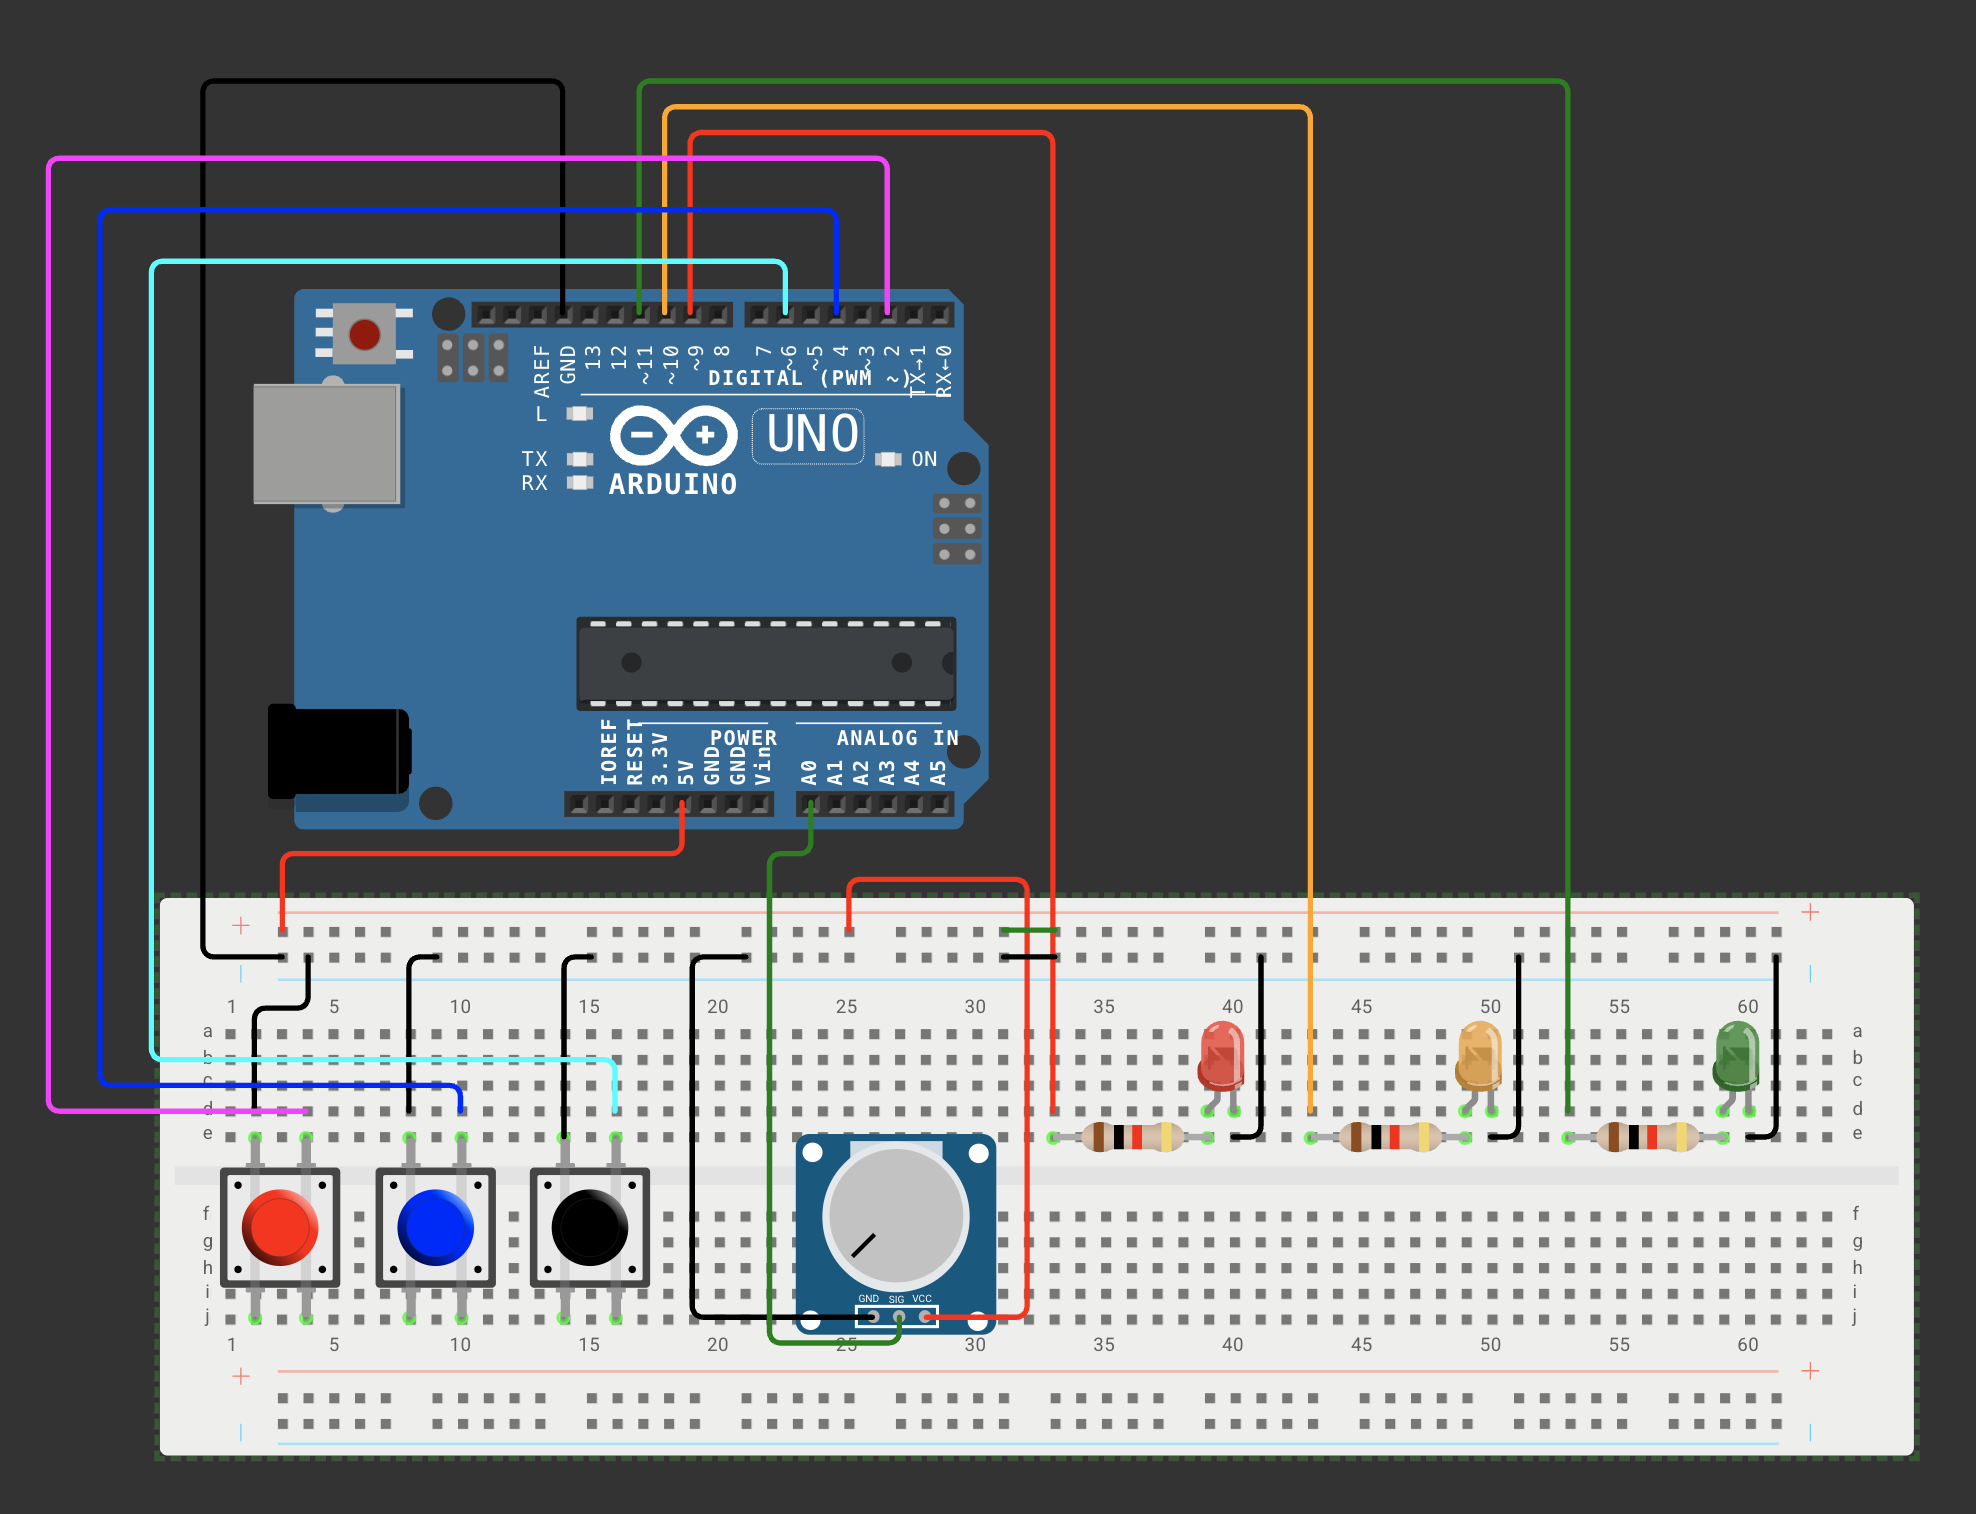 AREF GND 13 12 ~11 ~10 ~9 8 7 ~6 ~5 4 ~3 2 TX→1 RX←0
DIGITAL (PWM ~)
L
UNO
TX
ON
RX
ARDUINO
POWER
ANALOG IN
IOREF RESET 3.3V 5V GND GND Vin A0 A1 A2 A3 A4 A5
+ +
| |
1 5 10 15 20 25 30 35 40 45 50 55 60
a a
b b
c c
d d
e e
f f
g g
h h
i i
GND SIG VCC
j j
1 5 10 15 20 25 30 35 40 45 50 55 60
+ +
| |